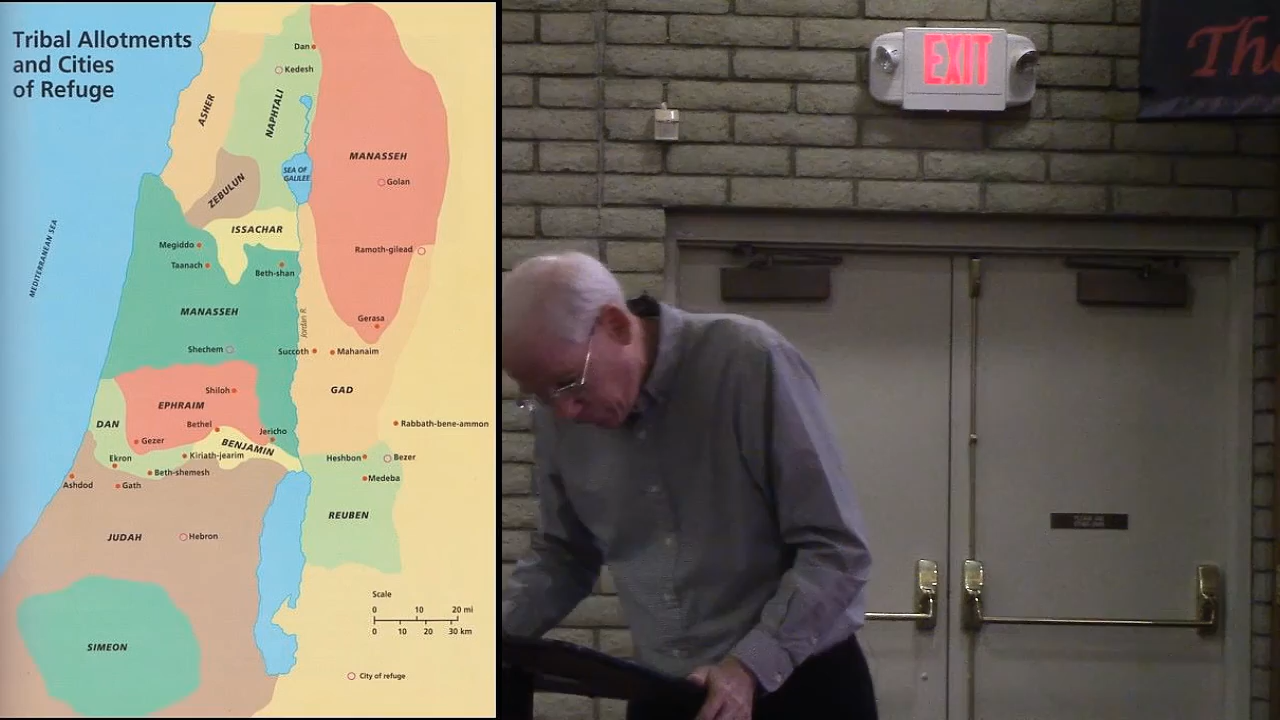 Tribal Allotments
and Cities
of Refuge
Dan
Kedesh
ASHER
NAPHTALI
MANASSEH
SEA OF
GALILEE
Golan
ZEBULUN
ISSACHAR
MEDITERRANEAN SEA
Megiddo
Ramoth-gilead
Taanach
Beth-shan
MANASSEH
Jordan R.
Gerasa
Shechem
Succoth
Mahanaim
Shiloh
GAD
EPHRAIM
DAN
Bethel
Jericho
Rabbath-bene-ammon
Gezer
BENJAMIN
Ekron
Kiriath-jearim
Heshbon
Bezer
Beth-shemesh
Ashdod
Gath
Medeba
REUBEN
JUDAH
Hebron
Scale
0 10 20 mi
0 10 20 30 km
SIMEON
City of refuge
EXIT